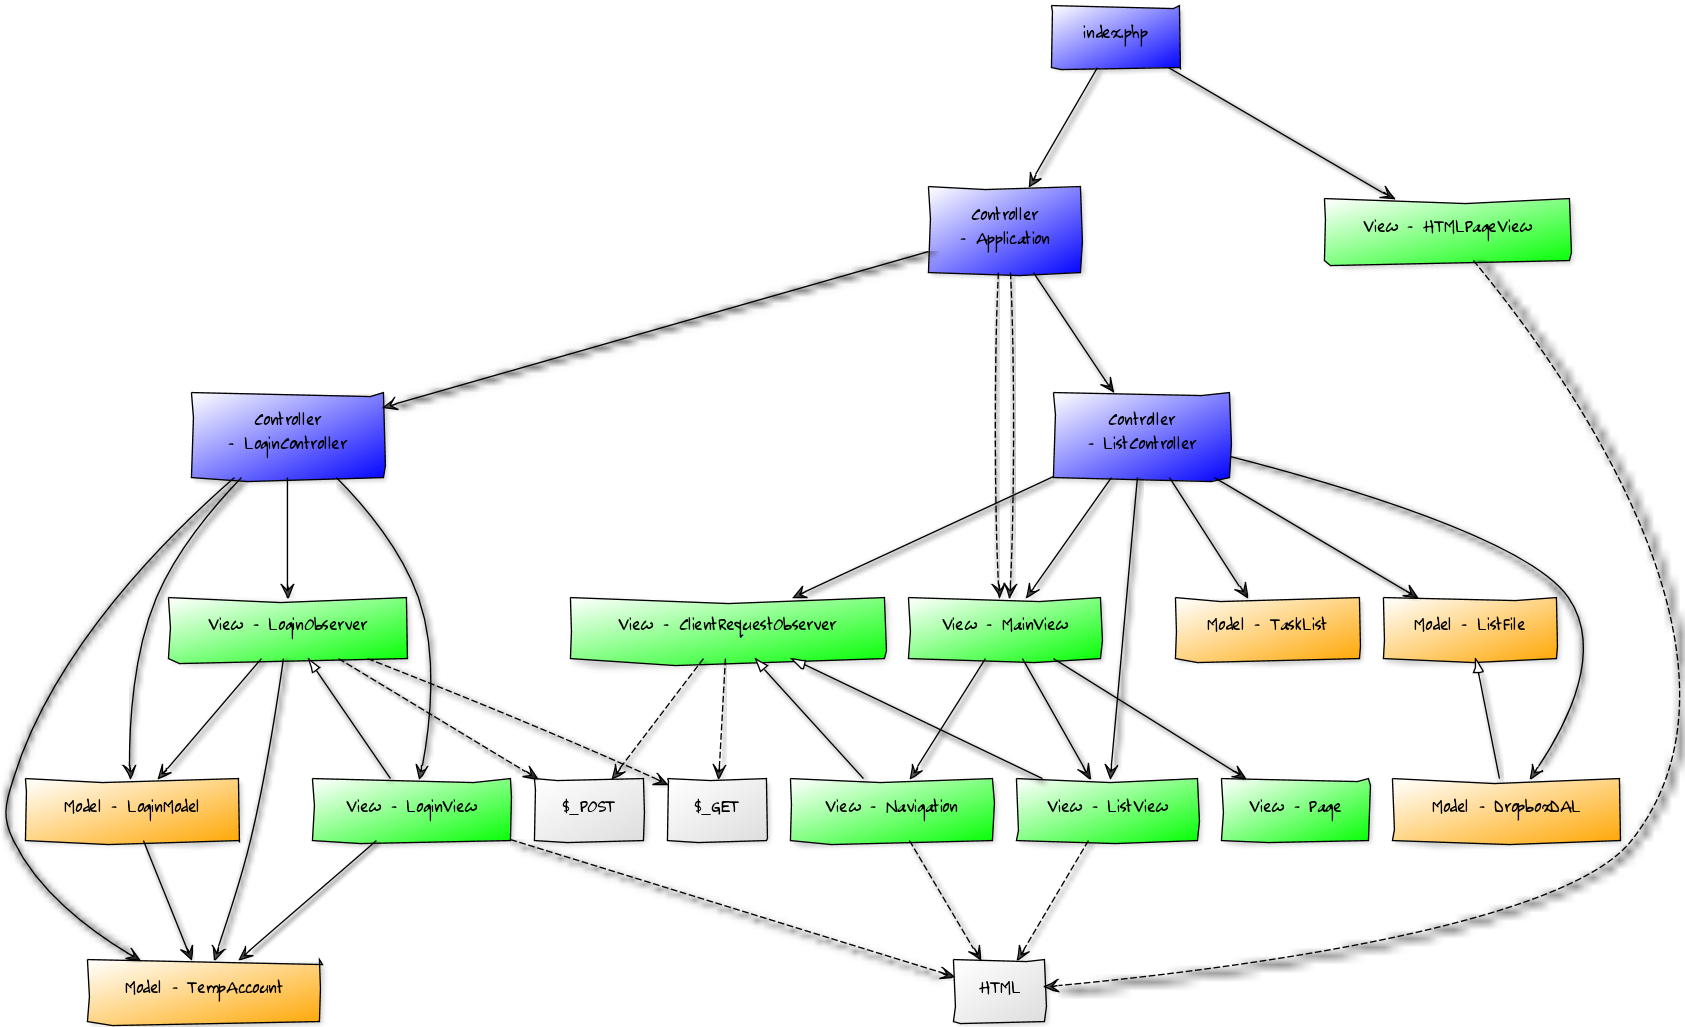 index.php
Controller
- Application
View - HTMLPageView
Controller
- LoginController
Controller
- ListController
View - LoginObserver
View - ClientRequestObserver
View - MainView
Model - TaskList
Model - ListFile
Model - LoginModel
View - LoginView
$_POST
$_GET
View - Navigation
View - ListView
View - Page
Model - DropboxDAL
Model - TempAccount
HTML